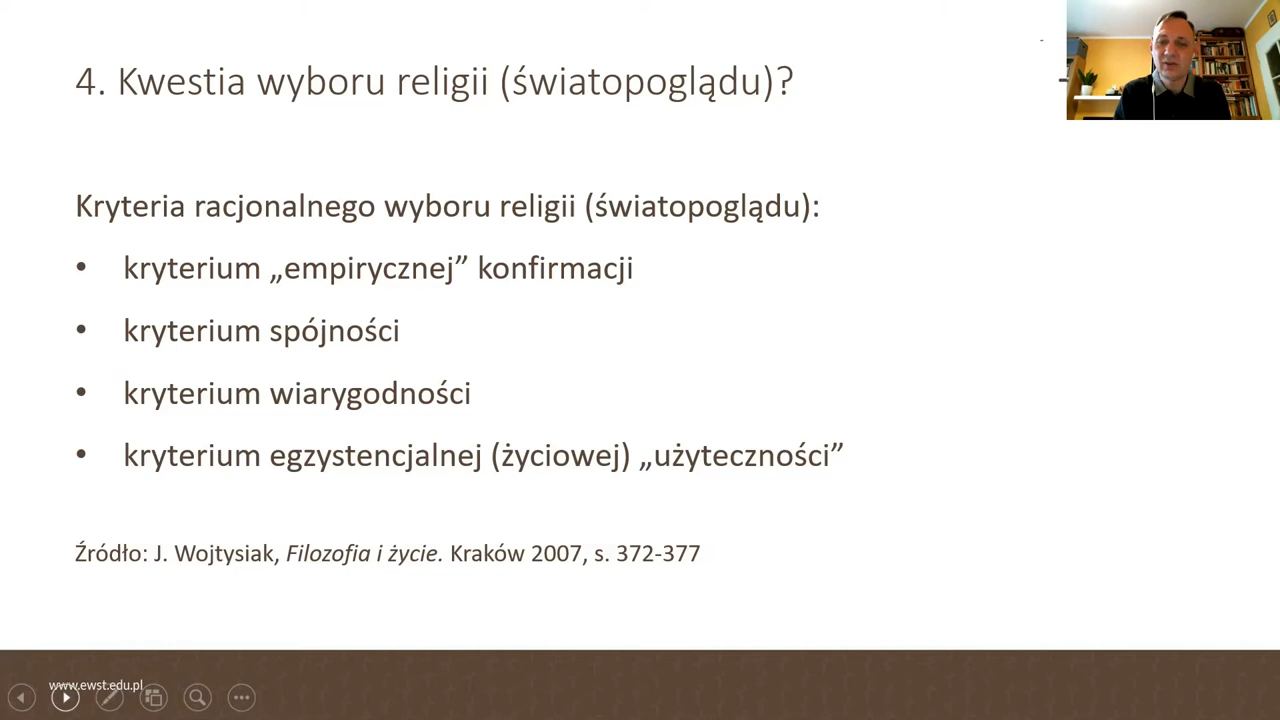 4. Kwestia wyboru religii (światopoglądu)?
Kryteria racjonalnego wyboru religii (światopoglądu):
• kryterium „empirycznej” konfirmacji
• kryterium spójności
• kryterium wiarygodności
• kryterium egzystencjalnej (życiowej) „użyteczności”
Źródło: J. Wojtysiak, Filozofia i życie. Kraków 2007, s. 372-377
www.ewst.edu.pl